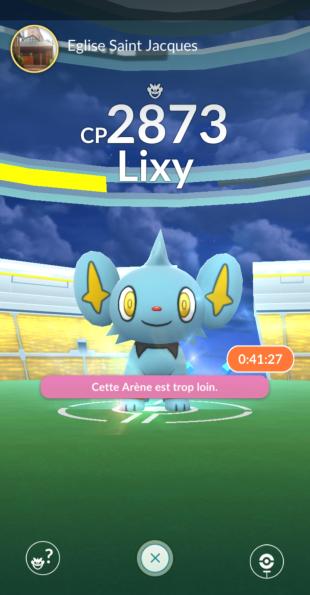 Eglise Saint Jacques
CP2873
Lixy
0:41:27
Cette Arène est trop loin.
?